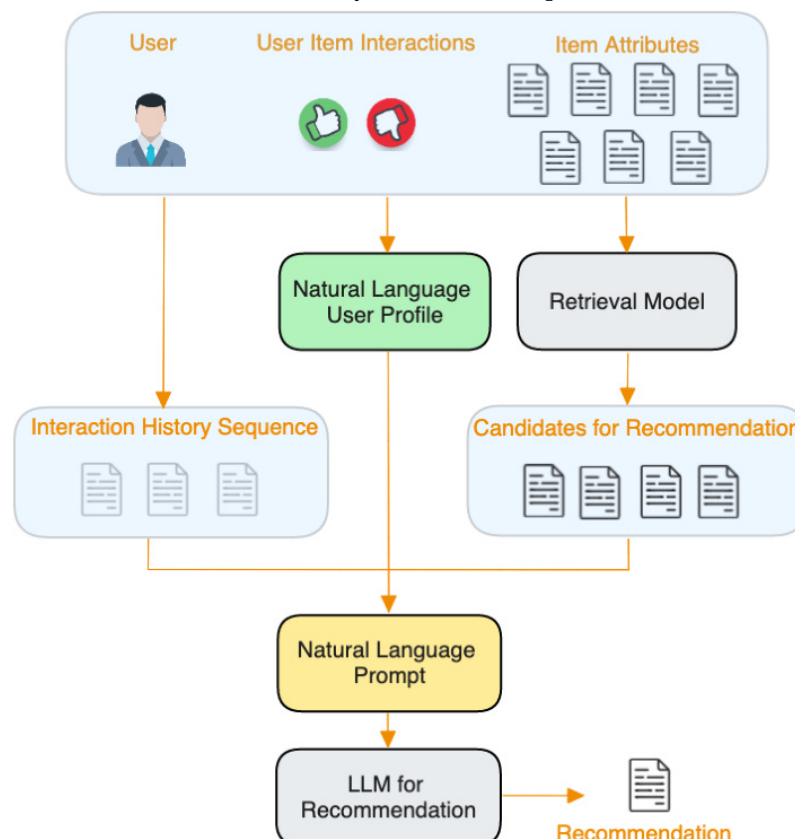 User
User Item Interactions
Item Attributes
Natural Language
User Profile
Retrieval Model
Interaction History Sequence
Candidates for Recommendation
Natural Language
Prompt
LLM for
Recommendation
Recommendation